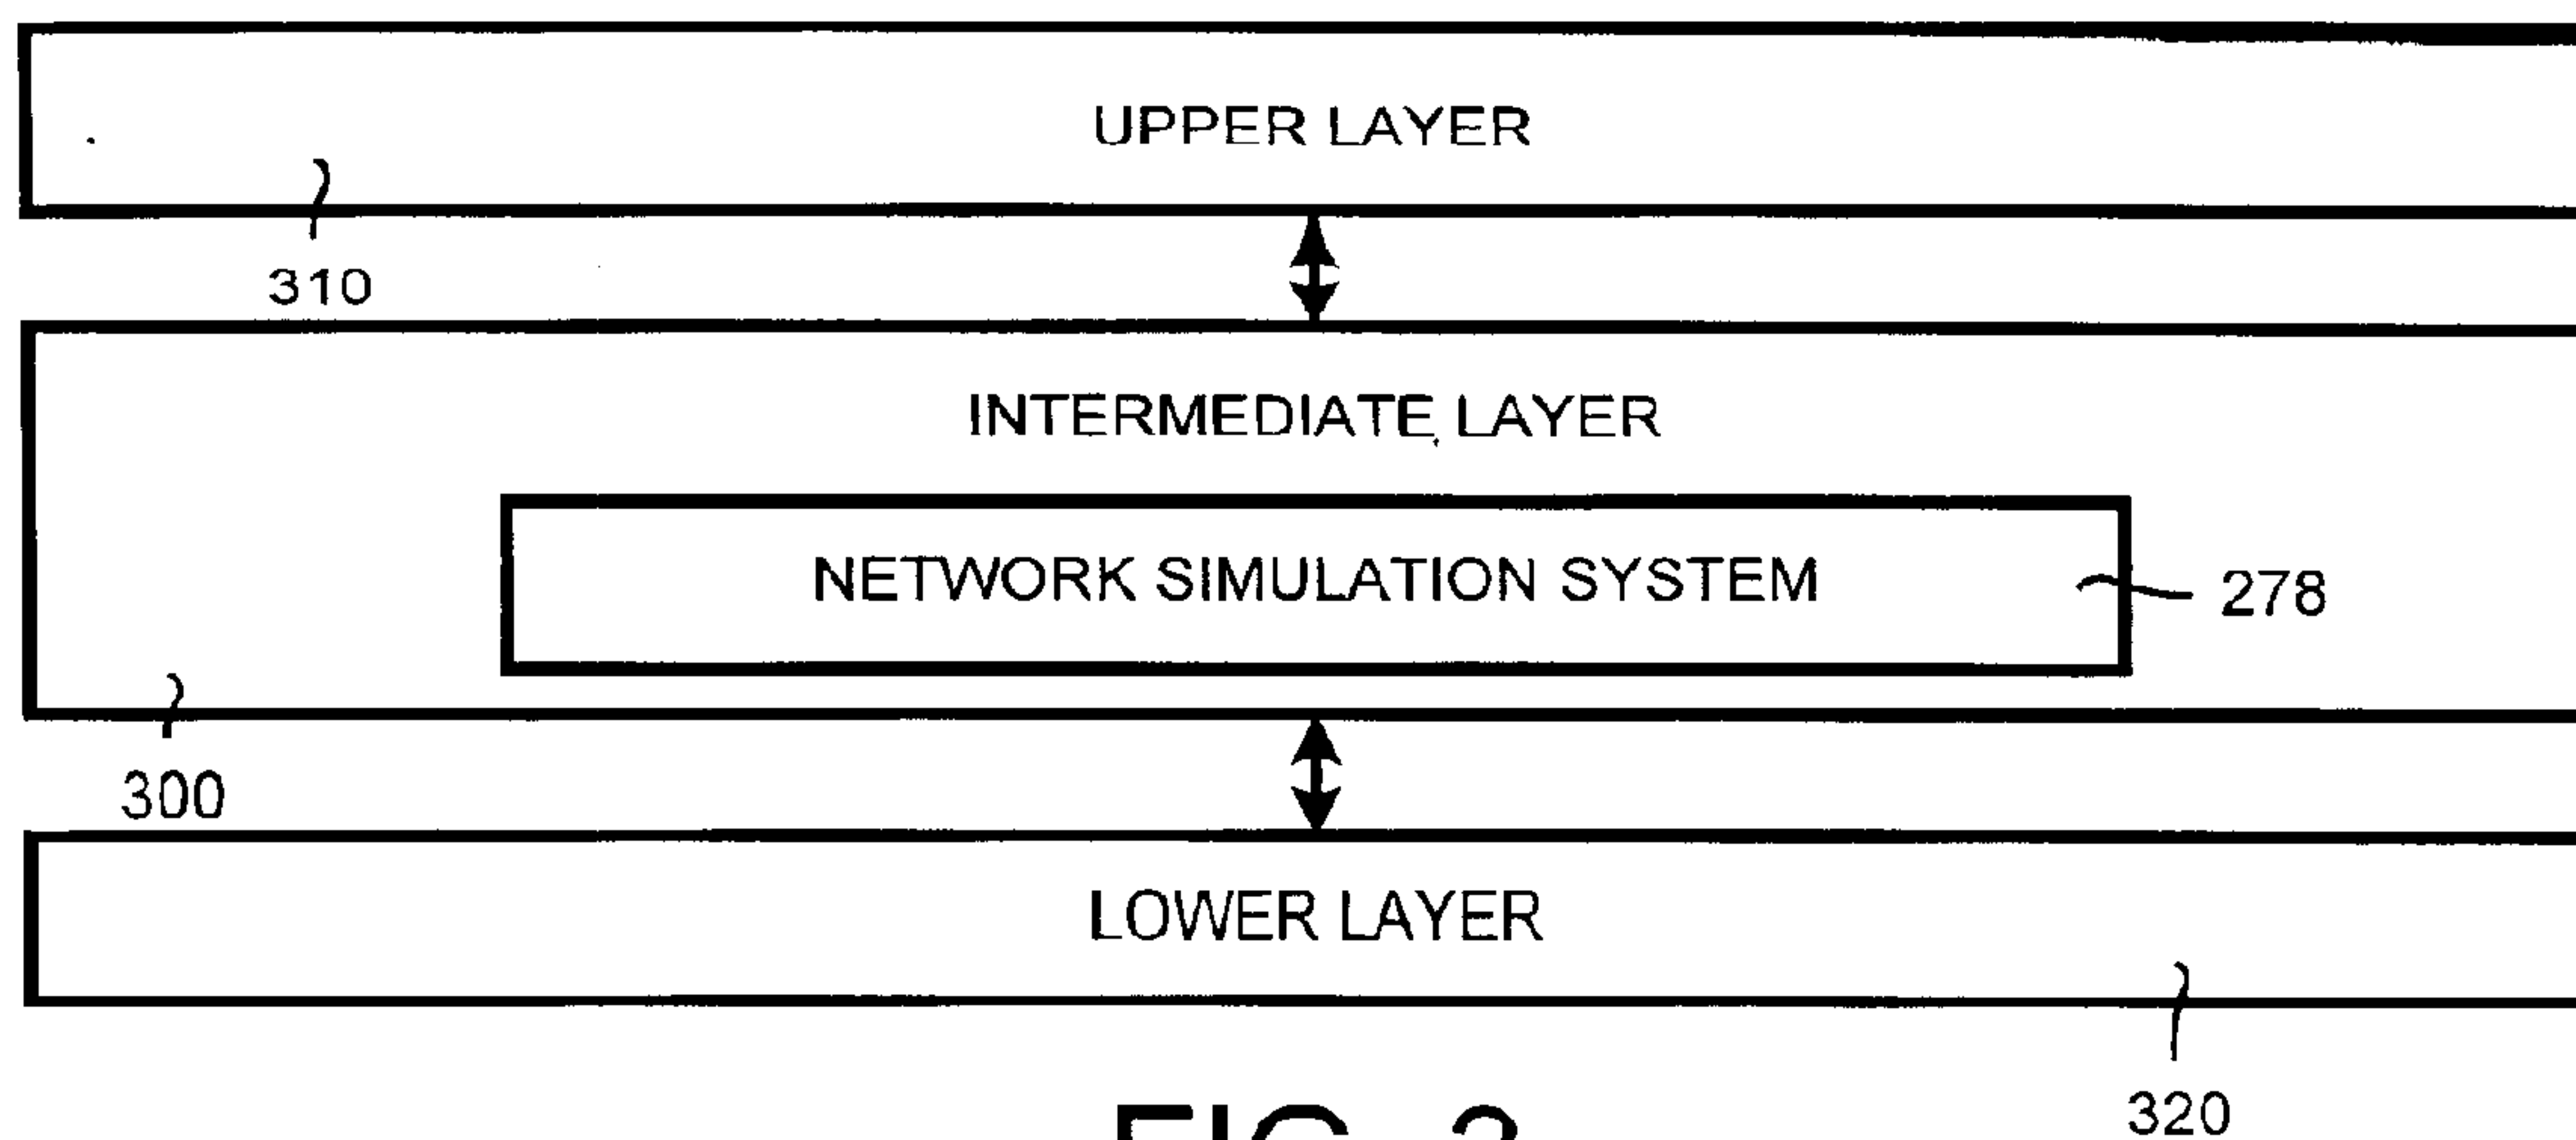 UPPER LAYER
310
INTERMEDIATE LAYER
NETWORK SIMULATION SYSTEM
278
300
LOWER LAYER
320